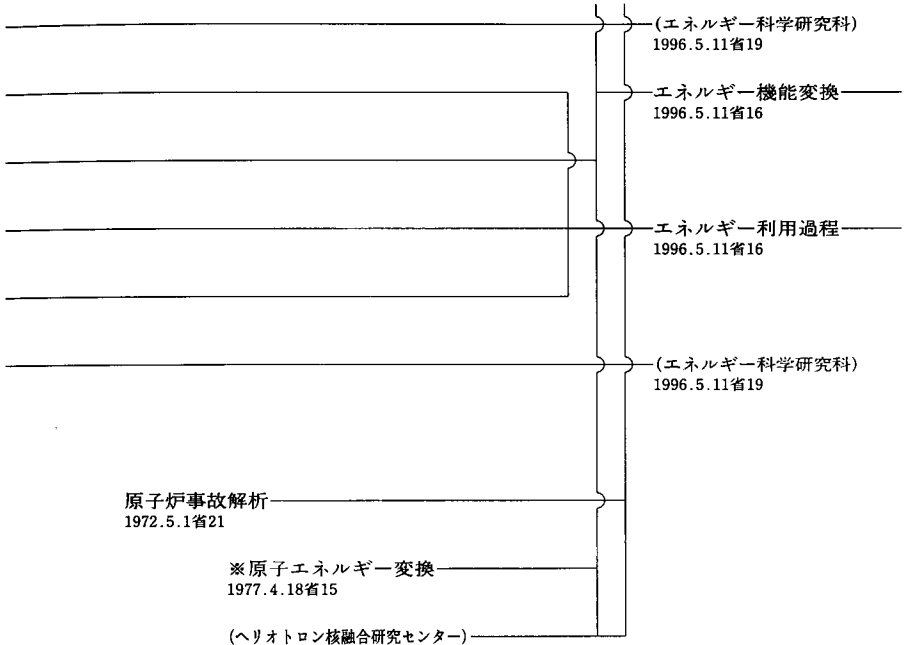 (エネルギー科学研究科)
1996.5.11省19
エネルギー機能変換
1996.5.11省16
エネルギー利用過程
1996.5.11省16
(エネルギー科学研究科)
1996.5.11省19
原子炉事故解析
1972.5.1省21
※原子エネルギー変換
1977.4.18省15
(ヘリオトロン核融合研究センター)